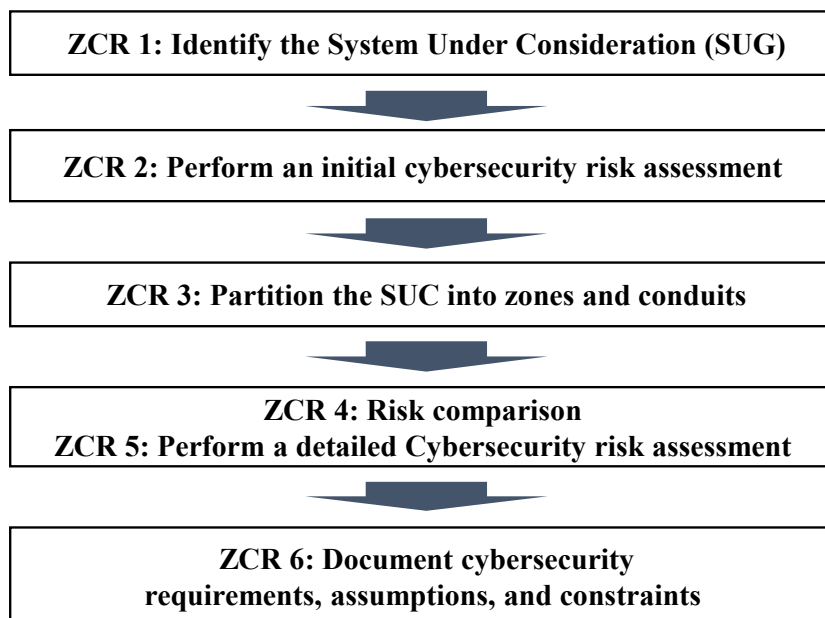 ZCR 1: Identify the System Under Consideration (SUG)
ZCR 2: Perform an initial cybersecurity risk assessment
ZCR 3: Partition the SUC into zones and conduits
ZCR 4: Risk comparison
ZCR 5: Perform a detailed Cybersecurity risk assessment
ZCR 6: Document cybersecurity
requirements, assumptions, and constraints